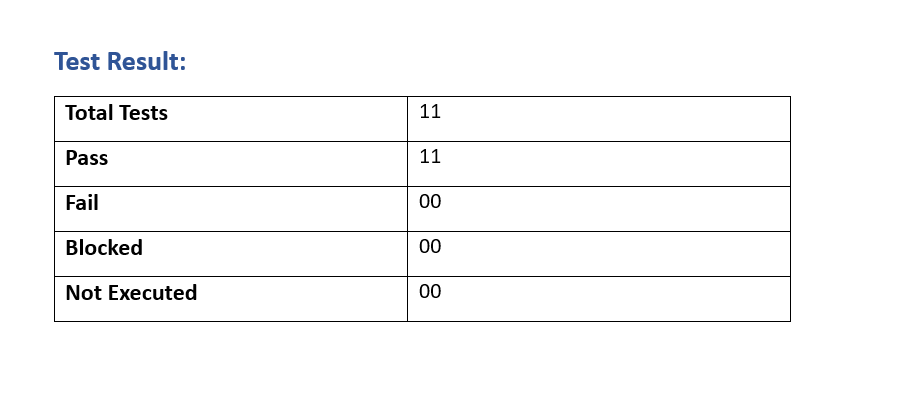 Test Result:
Total Tests 11
Pass 11
Fail 00
Blocked 00
Not Executed 00